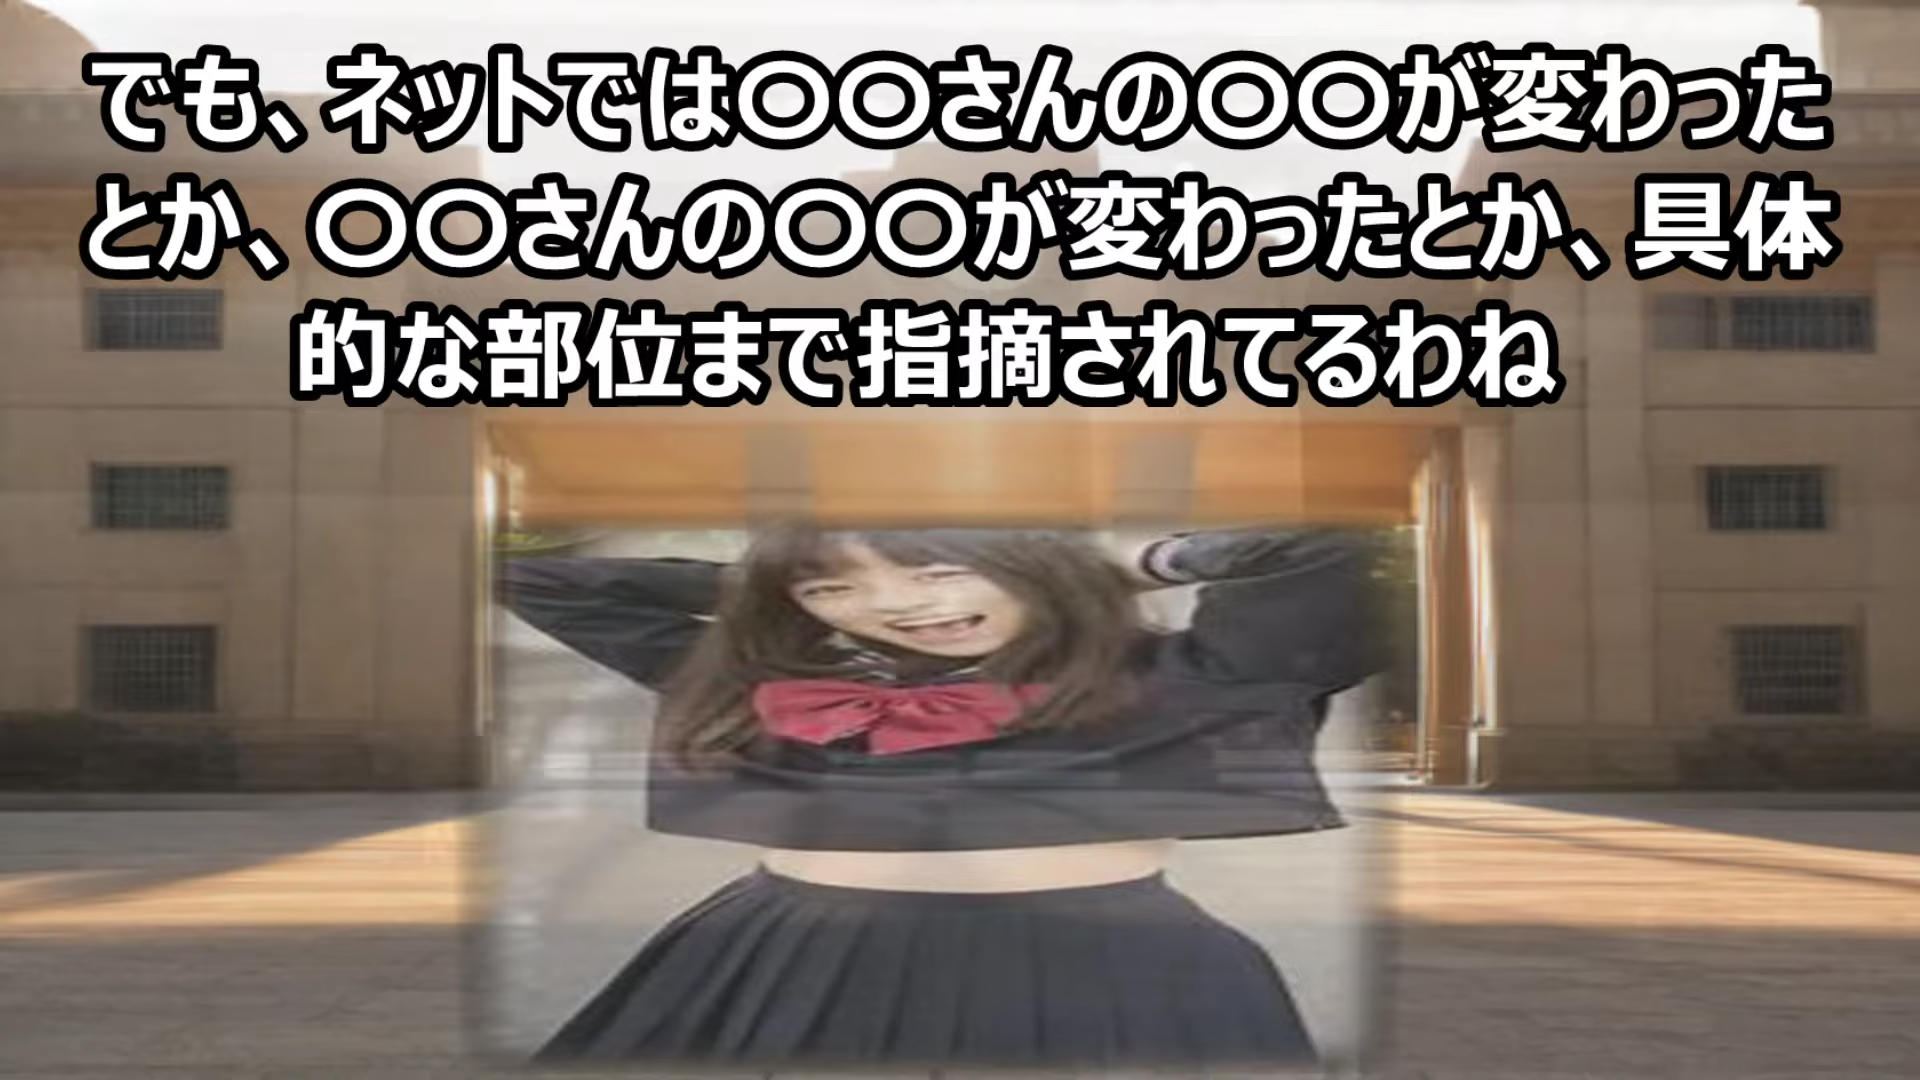 でも、ネットでは〇〇さんの〇〇が変わった
とか、〇〇さんの〇〇が変わったとか、具体
的な部位まで指摘されてるわね